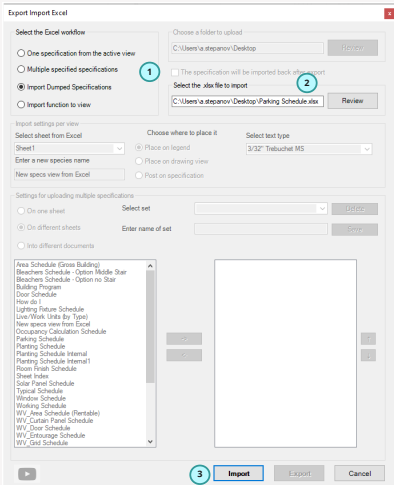 Export Import Excel
x
Select the Excel workflow
One specification from the active view
Multiple specified specifications
Import Dumped Specifications
Import function to view
1
Choose a folder to upload
C:\Users\a.stepanov\Desktop
Review
The specification will be imported back after export
2
Select the .xlsx file to import
C:\Users\a.stepanov\Desktop\Parking Schedule.xlsx
Review
Import settings per view
Select sheet from Excel
Sheet1
Enter a new species name
New specs view from Excel
Choose where to place it
Place on legend
Place on drawing view
Post on specification
Select text type
3/32" Trebuchet MS
Settings for uploading multiple specifications
On one sheet
On different sheets
Into different documents
Select set
Delete
Enter name of set
Save
Area Schedule (Gross Building)
Bleachers Schedule - Option Middle Stair
Bleachers Schedule - Option no Stair
Building Program
Door Schedule
How do I
Lighting Fixture Schedule
Live/Work Units (by Type)
New specs view from Excel
Occupancy Calculation Schedule
Parking Schedule
Planting Schedule
Planting Schedule Internal
Planting Schedule Internal1
Room Finish Schedule
Sheet Index
Solar Panel Schedule
Typical Schedule
Window Schedule
Working Schedule
WV_Area Schedule (Rentable)
WV_Curtain Panel Schedule
WV_Door Schedule
WV_Entourage Schedule
WV_Grid Schedule
3
Import
Export
Cancel